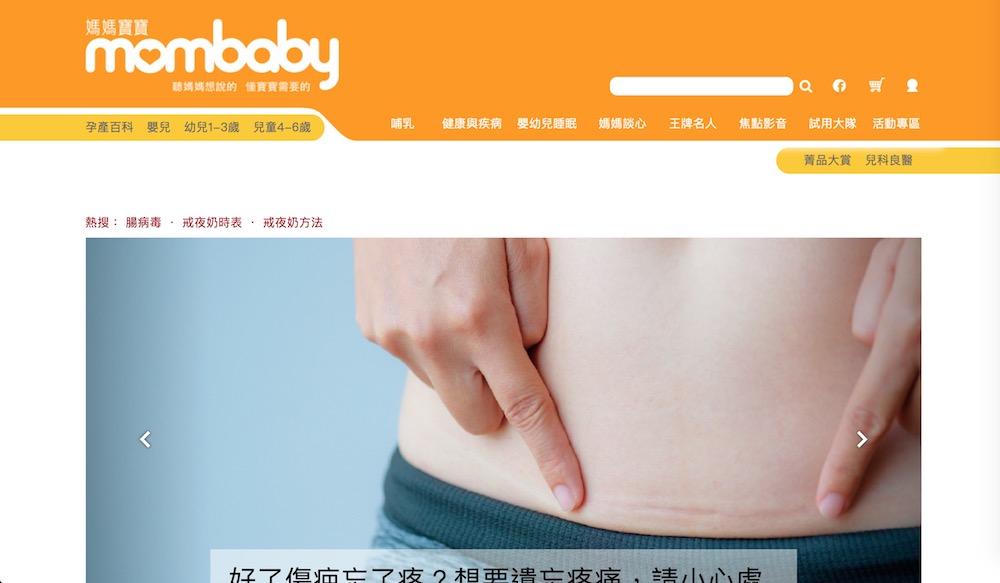 媽媽寶寶
mombaby
聽媽媽想說的 懂寶寶需要的
孕產百科 嬰兒 幼兒1-3歲 兒童4-6歲
哺乳 健康與疾病 嬰幼兒睡眠 媽媽談心 王牌名人 焦點影音 試用大隊 活動專區
菁品大賞 兒科良醫
熱搜： 腸病毒 · 戒夜奶時表 · 戒夜奶方法
好了傷疤忘了疼？想要遺忘疼痛，請小心處